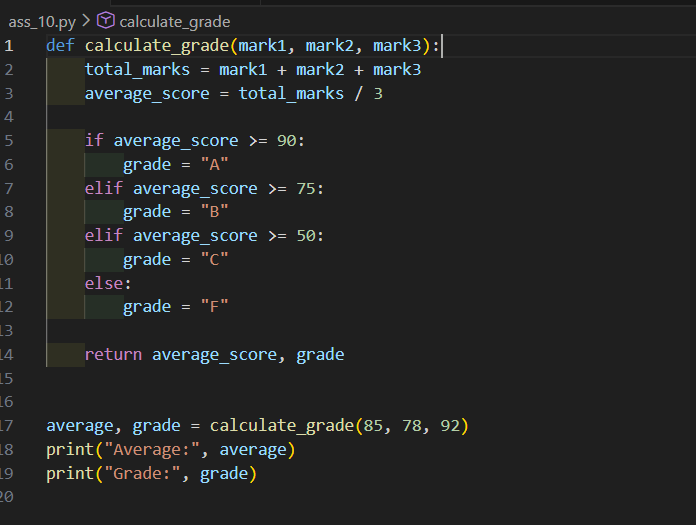 ass_10.py > calculate_grade
1 def calculate_grade(mark1, mark2, mark3):
2     total_marks = mark1 + mark2 + mark3
3     average_score = total_marks / 3
4
5     if average_score >= 90:
6         grade = "A"
7     elif average_score >= 75:
8         grade = "B"
9     elif average_score >= 50:
10         grade = "C"
11     else:
12         grade = "F"
13
14     return average_score, grade
15
16
17 average, grade = calculate_grade(85, 78, 92)
18 print("Average:", average)
19 print("Grade:", grade)
20